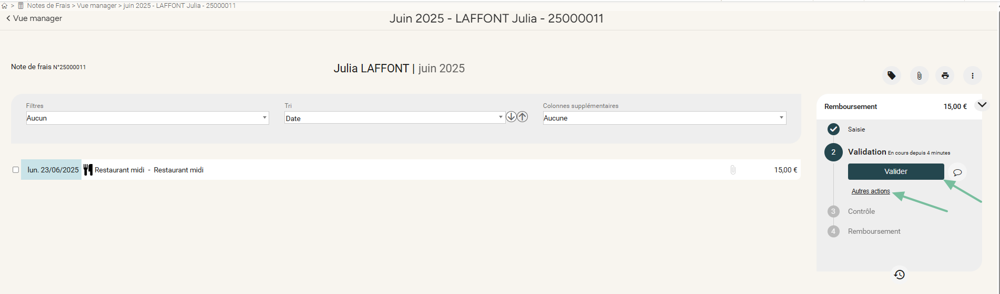 > Notes de Frais > Vue manager > juin 2025 - LAFFONT Julia - 25000011
Vue manager
Juin 2025 - LAFFONT Julia - 25000011
Note de frais N°25000011
Julia LAFFONT | juin 2025
Filtres
Aucun
Tri
Date
Colonnes supplémentaires
Aucune
lun. 23/06/2025 Restaurant midi - Restaurant midi 15,00 €
Remboursement 15,00 €
Saisie
2 Validation En cours depuis 4 minutes
Valider
Autres actions
3 Contrôle
4 Remboursement